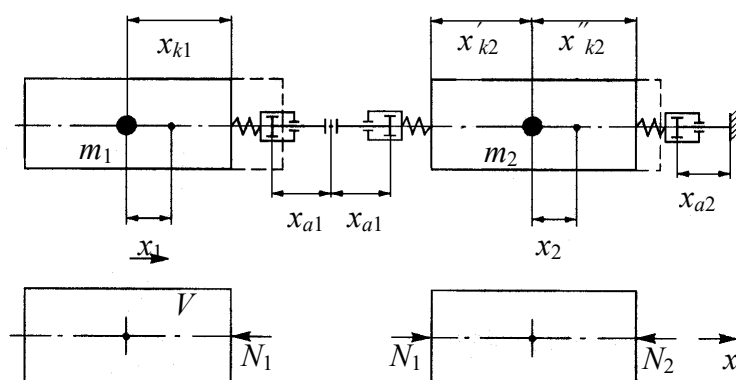 x_{k1} x'_{k2} x''_{k2}
m_1 m_2
x_{a1} x_{a1} x_{a2}
x_1 x_2
V
N_1 N_1 N_2 x